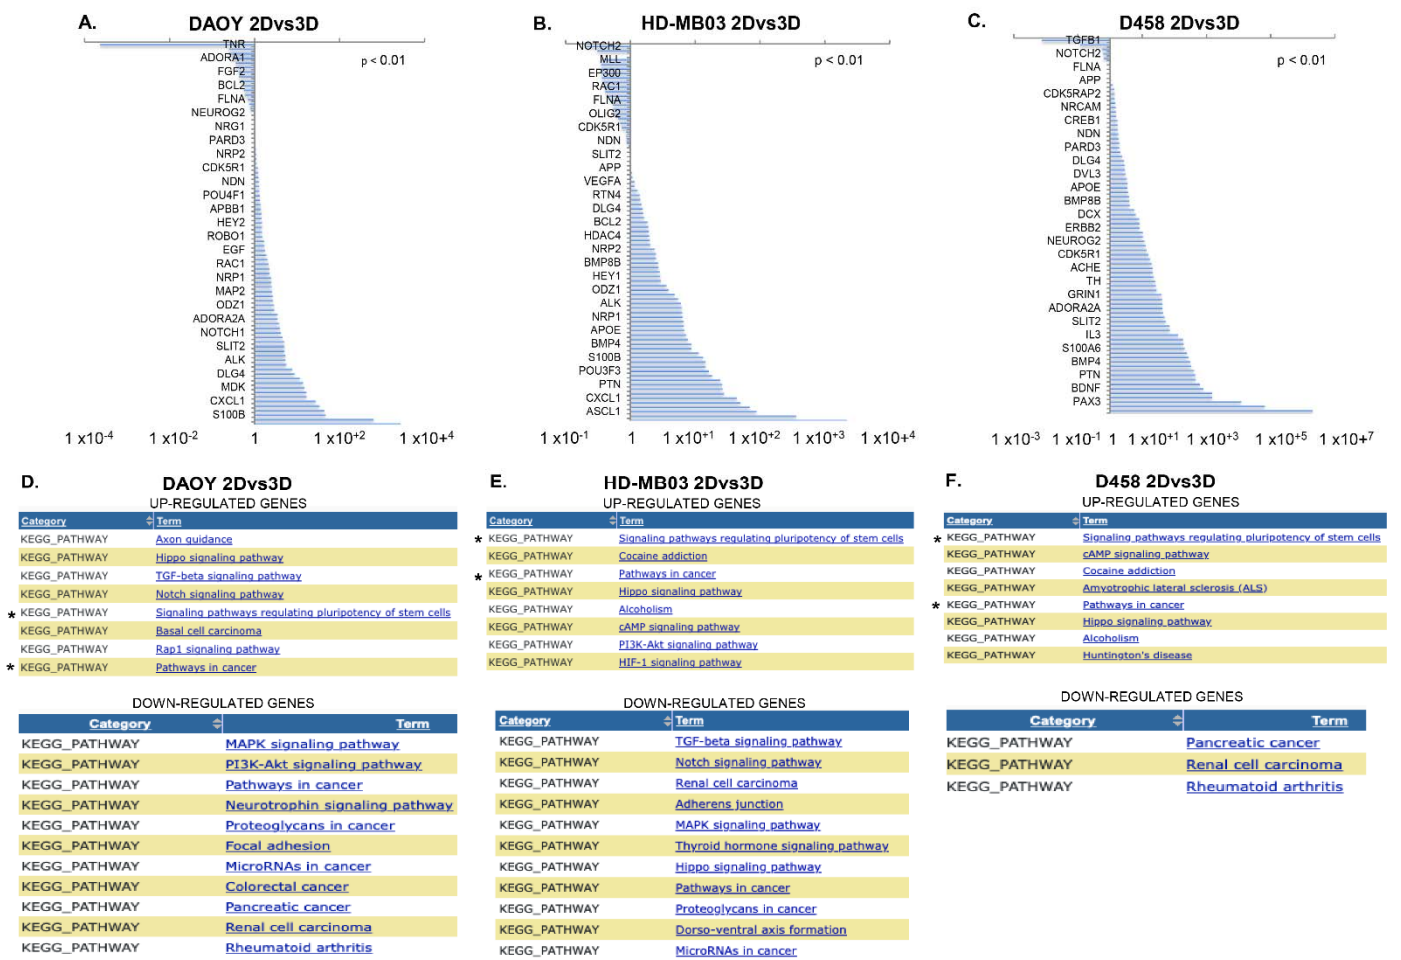 A. DAOY 2Dvs3D
p < 0.01
TNR
ADORA1
FGF2
BCL2
FLNA
NEUROG2
NRG1
PARD3
NRP2
CDK5R1
NDN
POU4F1
APBB1
HEY2
ROBO1
EGF
RAC1
NRP1
MAP2
ODZ1
ADORA2A
NOTCH1
SLIT2
ALK
DLG4
MDK
CXCL1
S100B
1 x10-4 1 x10-2 1 1 x10+2 1 x10+4
B. HD-MB03 2Dvs3D
p < 0.01
NOTCH2
MLL
EP300
RAC1
FLNA
OLIG2
CDK5R1
NDN
SLIT2
APP
VEGFA
RTN4
DLG4
BCL2
HDAC4
NRP2
BMP8B
HEY1
ODZ1
ALK
NRP1
APOE
BMP4
S100B
POU3F3
PTN
CXCL1
ASCL1
1 x10-1 1 1 x10+1 1 x10+2 1 x10+3 1 x10+4
C. D458 2Dvs3D
p < 0.01
TGFB1
NOTCH2
FLNA
APP
CDK5RAP2
NRCAM
CREB1
NDN
PARD3
DLG4
DVL3
APOE
BMP8B
DCX
ERBB2
NEUROG2
CDK5R1
ACHE
TH
GRIN1
ADORA2A
SLIT2
IL3
S100A6
BMP4
PTN
BDNF
PAX3
1 x10-3 1 x10-1 1 1 x10+1 1 x10+3 1 x10+5 1 x10+7
D. DAOY 2Dvs3D
UP-REGULATED GENES
Category Term
KEGG_PATHWAY Axon guidance
KEGG_PATHWAY Hippo signaling pathway
KEGG_PATHWAY TGF-beta signaling pathway
KEGG_PATHWAY Notch signaling pathway
* KEGG_PATHWAY Signaling pathways regulating pluripotency of stem cells
KEGG_PATHWAY Basal cell carcinoma
KEGG_PATHWAY Rap1 signaling pathway
* KEGG_PATHWAY Pathways in cancer
DOWN-REGULATED GENES
Category Term
KEGG_PATHWAY MAPK signaling pathway
KEGG_PATHWAY PI3K-Akt signaling pathway
KEGG_PATHWAY Pathways in cancer
KEGG_PATHWAY Neurotrophin signaling pathway
KEGG_PATHWAY Proteoglycans in cancer
KEGG_PATHWAY Focal adhesion
KEGG_PATHWAY MicroRNAs in cancer
KEGG_PATHWAY Colorectal cancer
KEGG_PATHWAY Pancreatic cancer
KEGG_PATHWAY Renal cell carcinoma
KEGG_PATHWAY Rheumatoid arthritis
E. HD-MB03 2Dvs3D
UP-REGULATED GENES
Category Term
* KEGG_PATHWAY Signaling pathways regulating pluripotency of stem cells
KEGG_PATHWAY Cocaine addiction
* KEGG_PATHWAY Pathways in cancer
KEGG_PATHWAY Hippo signaling pathway
KEGG_PATHWAY Alcoholism
KEGG_PATHWAY cAMP signaling pathway
KEGG_PATHWAY PI3K-Akt signaling pathway
KEGG_PATHWAY HIF-1 signaling pathway
DOWN-REGULATED GENES
Category Term
KEGG_PATHWAY TGF-beta signaling pathway
KEGG_PATHWAY Notch signaling pathway
KEGG_PATHWAY Renal cell carcinoma
KEGG_PATHWAY Adherens junction
KEGG_PATHWAY MAPK signaling pathway
KEGG_PATHWAY Thyroid hormone signaling pathway
KEGG_PATHWAY Hippo signaling pathway
KEGG_PATHWAY Pathways in cancer
KEGG_PATHWAY Proteoglycans in cancer
KEGG_PATHWAY Dorso-ventral axis formation
KEGG_PATHWAY MicroRNAs in cancer
F. D458 2Dvs3D
UP-REGULATED GENES
Category Term
* KEGG_PATHWAY Signaling pathways regulating pluripotency of stem cells
KEGG_PATHWAY cAMP signaling pathway
KEGG_PATHWAY Cocaine addiction
KEGG_PATHWAY Amyotrophic lateral sclerosis (ALS)
* KEGG_PATHWAY Pathways in cancer
KEGG_PATHWAY Hippo signaling pathway
KEGG_PATHWAY Alcoholism
KEGG_PATHWAY Huntington's disease
DOWN-REGULATED GENES
Category Term
KEGG_PATHWAY Pancreatic cancer
KEGG_PATHWAY Renal cell carcinoma
KEGG_PATHWAY Rheumatoid arthritis